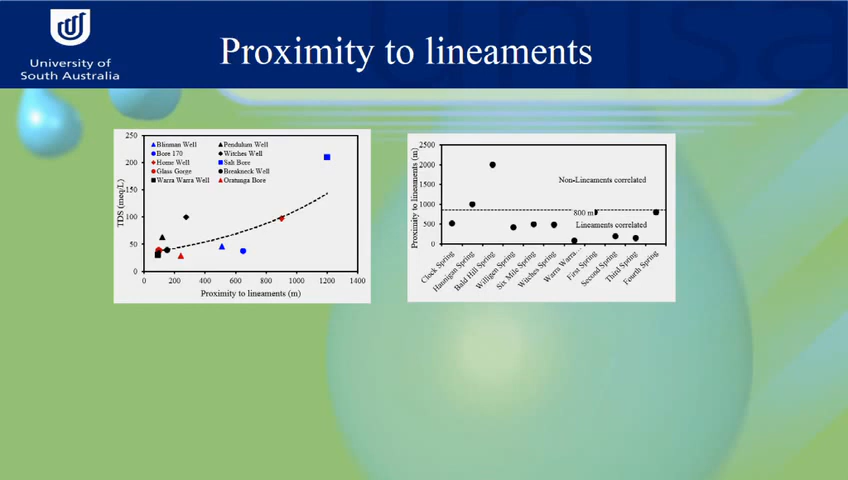 University of
South Australia
Proximity to lineaments
250
200
150
100
50
0
TDS (meq/L)
Blinman Well
Pendulum Well
Bore 170
Witches Well
Home Well
Salt Bore
Glass Gorge
Breakneck Well
Warra Warra Well
Oratunga Bore
0 200 400 600 800 1000 1200 1400
Proximity to lineaments (m)
Proximity to lineaments (m)
2500
2000
1500
1000
500
0
Non-Lineaments correlated
800 m
Lineaments correlated
Clock Spring
Hannigan Spring
Bald Hill Spring
Willigen Spring
Six Mile Spring
Witches Spring
Warra Warra...
First Spring
Second Spring
Third Spring
Fourth Spring